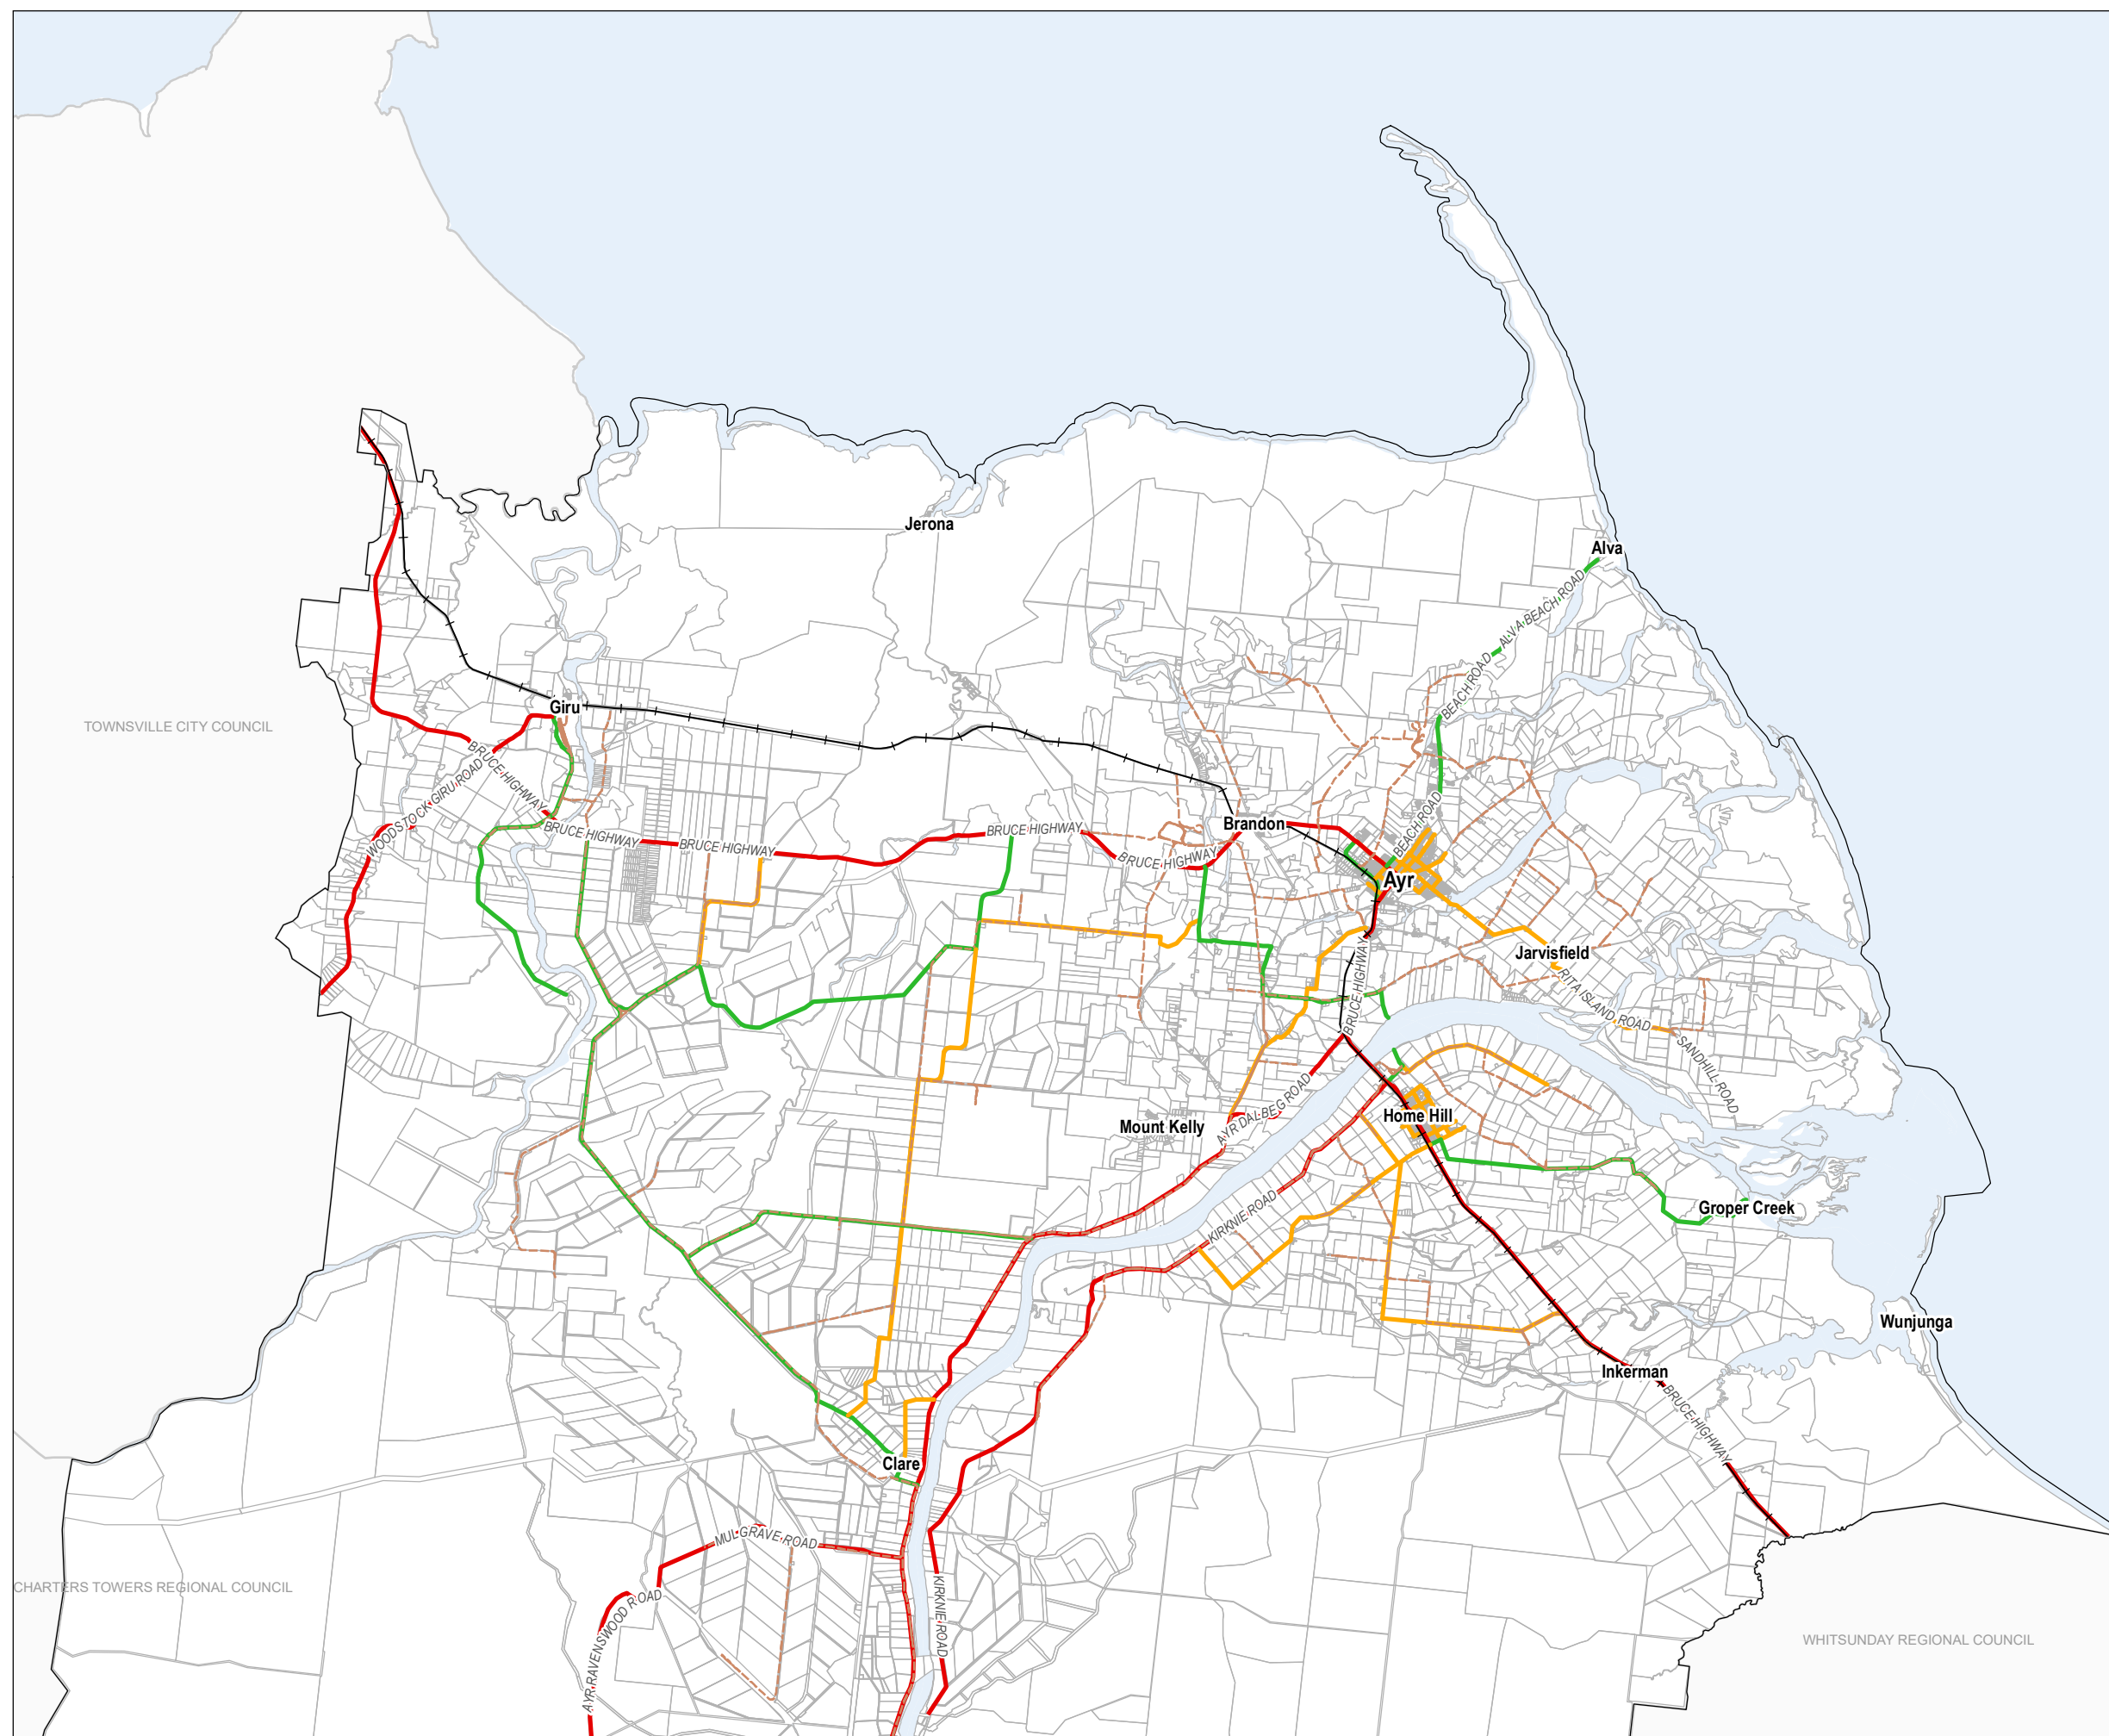 Jerona
Alva
ALVA BEACH ROAD
BEACH ROAD
Giru
TOWNSVILLE CITY COUNCIL
BRUCE HIGHWAY
WOODSTOCK GIRU ROAD
BRUCE HIGHWAY
BRUCE HIGHWAY
BRUCE HIGHWAY
Brandon
BRUCE HIGHWAY
BEACH ROAD
Ayr
Jarvisfield
BRUCE HIGHWAY
RITA ISLAND ROAD
SANDHILL ROAD
Mount Kelly
AYR DALBEG ROAD
Home Hill
KIRKNIE ROAD
Groper Creek
Wunjunga
Inkerman
BRUCE HIGHWAY
Clare
MULGRAVE ROAD
CHARTERS TOWERS REGIONAL COUNCIL
AYR RAVENSWOOD ROAD
KIRKNIE ROAD
WHITSUNDAY REGIONAL COUNCIL